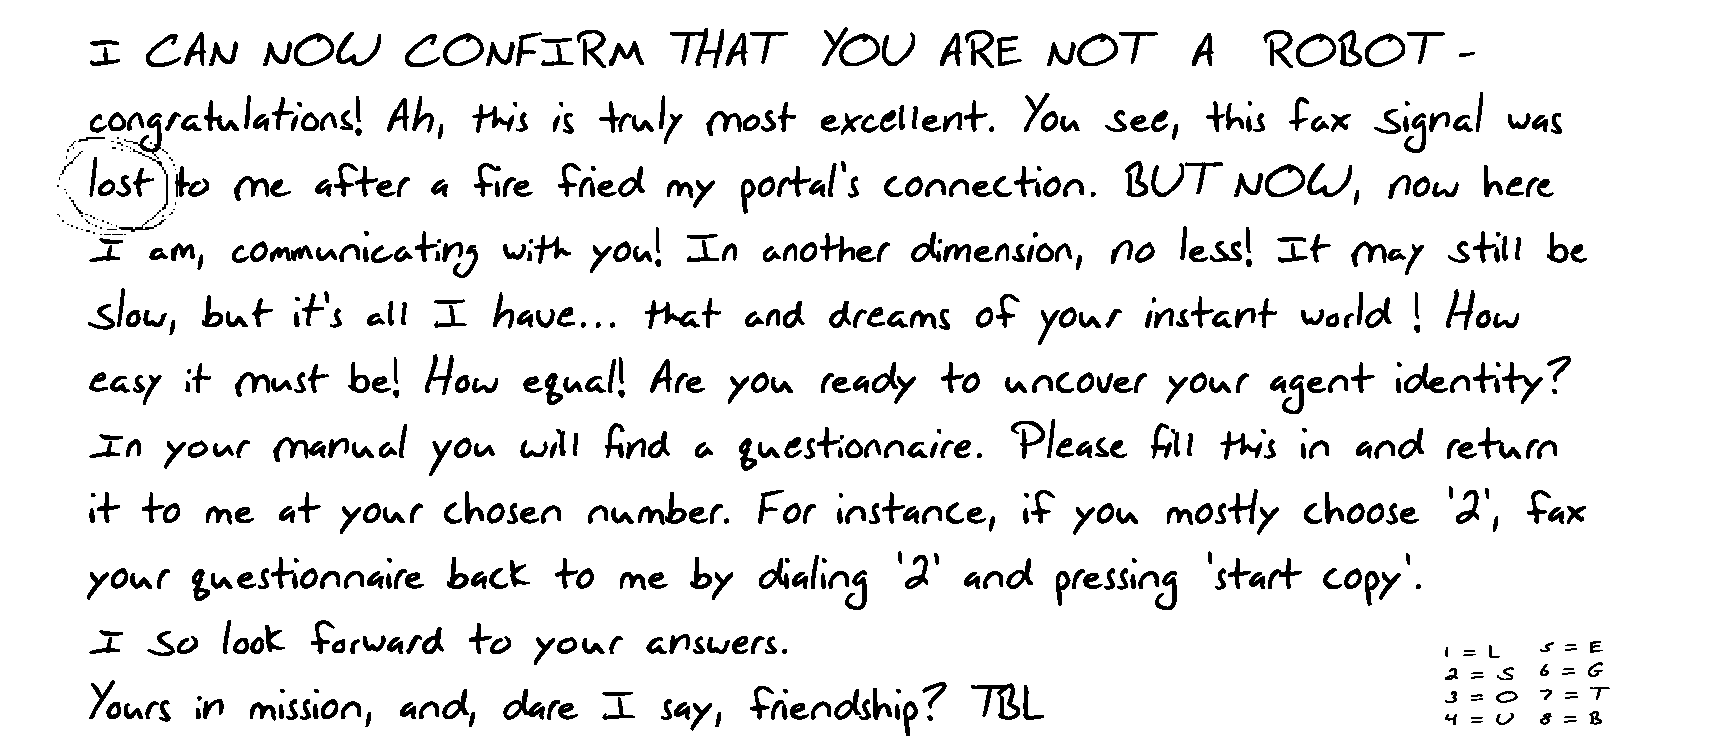 I CAN NOW CONFIRM THAT YOU ARE NOT A ROBOT -
congratulations! Ah, this is truly most excellent. You see, this fax signal was
lost to me after a fire fried my portal's connection. BUT NOW, now here
I am, communicating with you! In another dimension, no less! It may still be
slow, but it's all I have... that and dreams of your instant world! How
easy it must be! How equal! Are you ready to uncover your agent identity?
In your manual you will find a questionnaire. Please fill this in and return
it to me at your chosen number. For instance, if you mostly choose '2', fax
your questionnaire back to me by dialing '2' and pressing 'start copy'.
I so look forward to your answers.
Yours in mission, and, dare I say, friendship? TBL
1 = L 5 = E
2 = S 6 = G
3 = O 7 = T
4 = U 8 = B